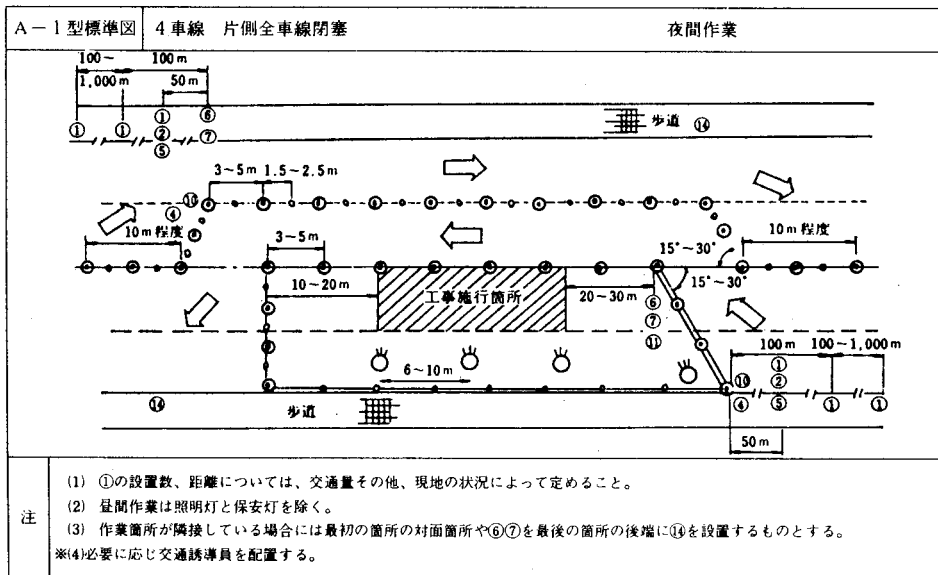 A－1型標準図 4車線 片側全車線閉塞 夜間作業
100～ 100m
1,000m 50m
① ① ① ⑥
② ⑦
⑤
歩道 ⑭
3～5m 1.5～2.5m
⑩
④
10m程度
3～5m
15°～30°
10m程度
15°～30°
10～20m
工事施行箇所
20～30m
⑥
⑦
⑪
6～10m
100m 100～1,000m
①
②
⑩
④ ⑤ ① ①
50m
⑭
歩道
注
(1) ①の設置数、距離については、交通量その他、現地の状況によって定めること。
(2) 昼間作業は照明灯と保安灯を除く。
(3) 作業箇所が隣接している場合には最初の箇所の対面箇所や⑥⑦を最後の箇所の後端に⑭を設置するものとする。
※(4)必要に応じ交通誘導員を配置する。